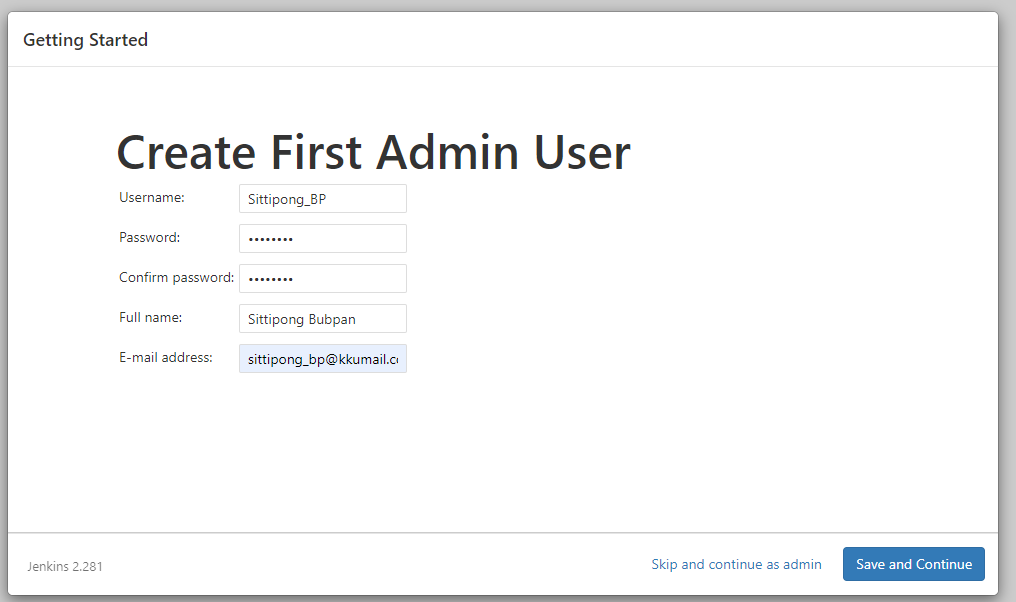 Getting Started
Create First Admin User
Username: Sittipong_BP
Password: ••••••••
Confirm password: ••••••••
Full name: Sittipong Bubpan
E-mail address: sittipong_bp@kkumail.co
Jenkins 2.281 Skip and continue as admin Save and Continue